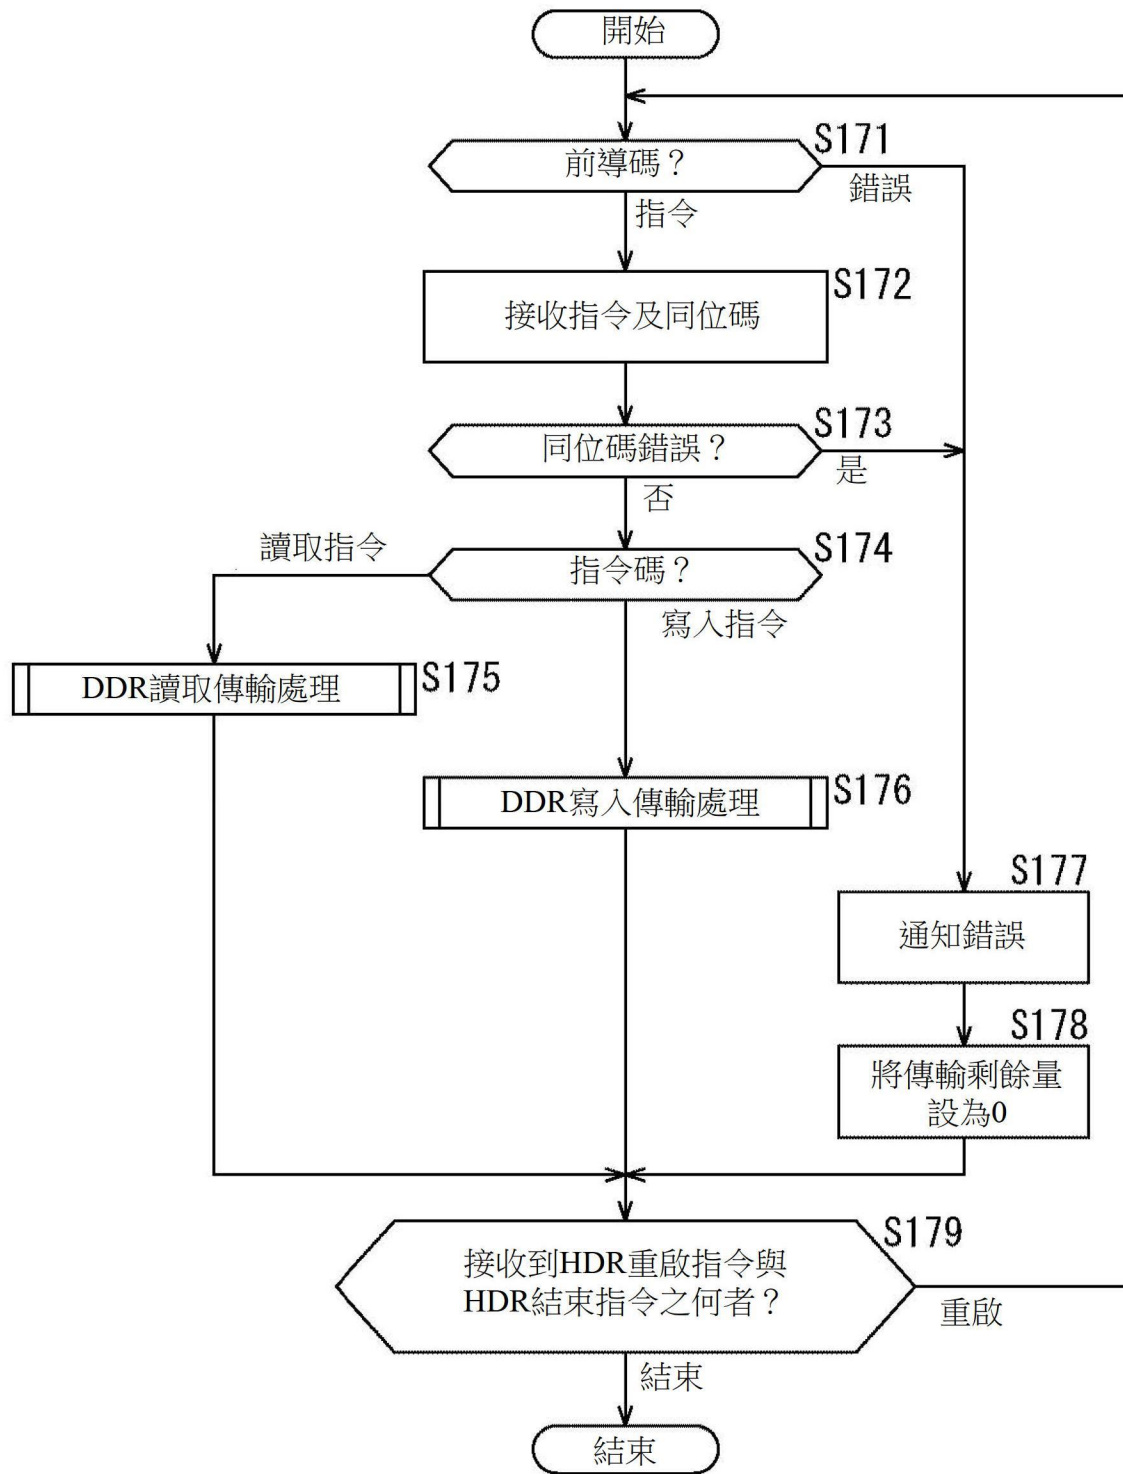 開始
前導碼？
S171
錯誤
指令
接收指令及同位碼
S172
同位碼錯誤？
S173
是
否
指令碼？
S174
讀取指令
寫入指令
DDR讀取傳輸處理
S175
DDR寫入傳輸處理
S176
S177
通知錯誤
S178
將傳輸剩餘量
設為0
接收到HDR重啟指令與
HDR結束指令之何者？
S179
重啟
結束
結束